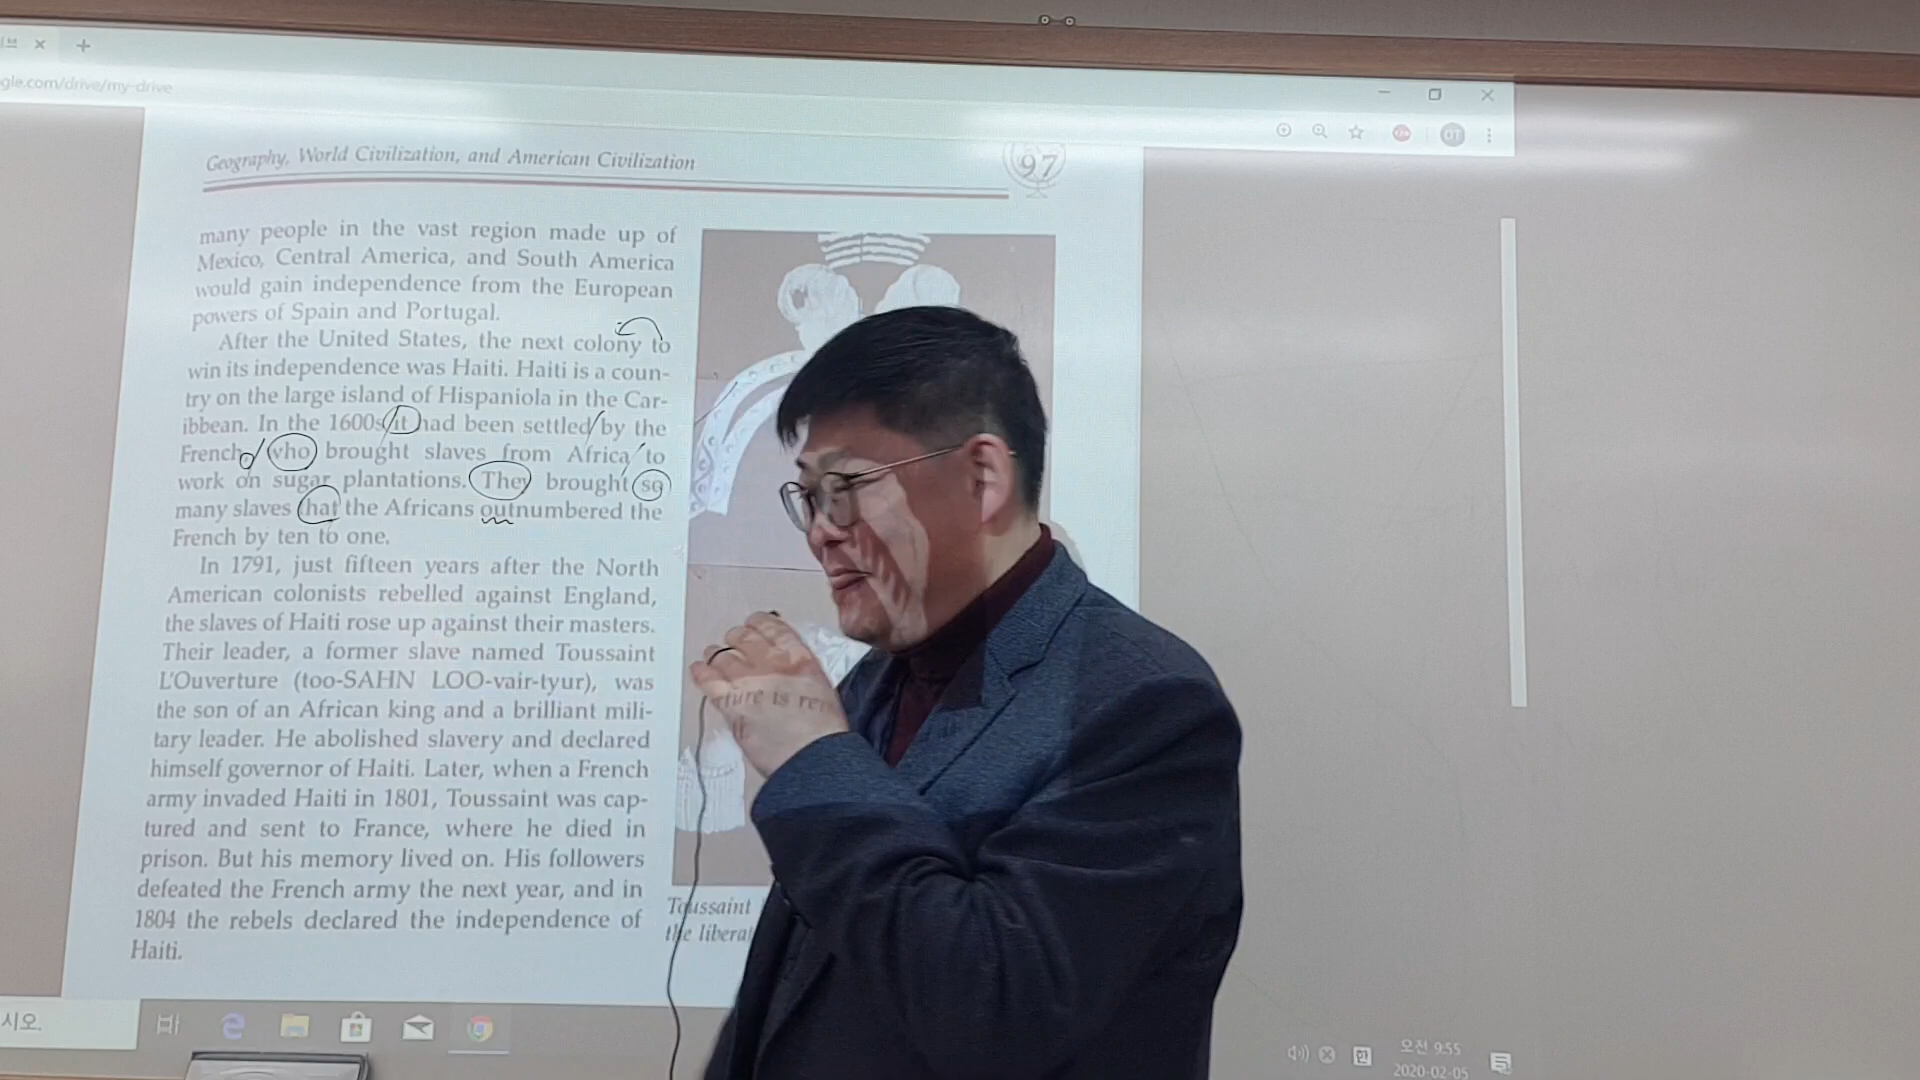 gle.com/drive/my-drive
Geography, World Civilization, and American Civilization
97
many people in the vast region made up of
Mexico, Central America, and South America
would gain independence from the European
powers of Spain and Portugal.
After the United States, the next colony to
win its independence was Haiti. Haiti is a coun-
try on the large island of Hispaniola in the Car-
ibbean. In the 1600s it had been settled by the
French, who brought slaves from Africa to
work on sugar plantations. They brought so
many slaves that the Africans outnumbered the
French by ten to one.
In 1791, just fifteen years after the North
American colonists rebelled against England,
the slaves of Haiti rose up against their masters.
Their leader, a former slave named Toussaint
L'Ouverture (too-SAHN LOO-vair-tyur), was
the son of an African king and a brilliant mili-
tary leader. He abolished slavery and declared
himself governor of Haiti. Later, when a French
army invaded Haiti in 1801, Toussaint was cap-
tured and sent to France, where he died in
prison. But his memory lived on. His followers
defeated the French army the next year, and in
1804 the rebels declared the independence of
Haiti.
Toussaint
the liberat
시오.
한
오전 9:55
2020-02-05